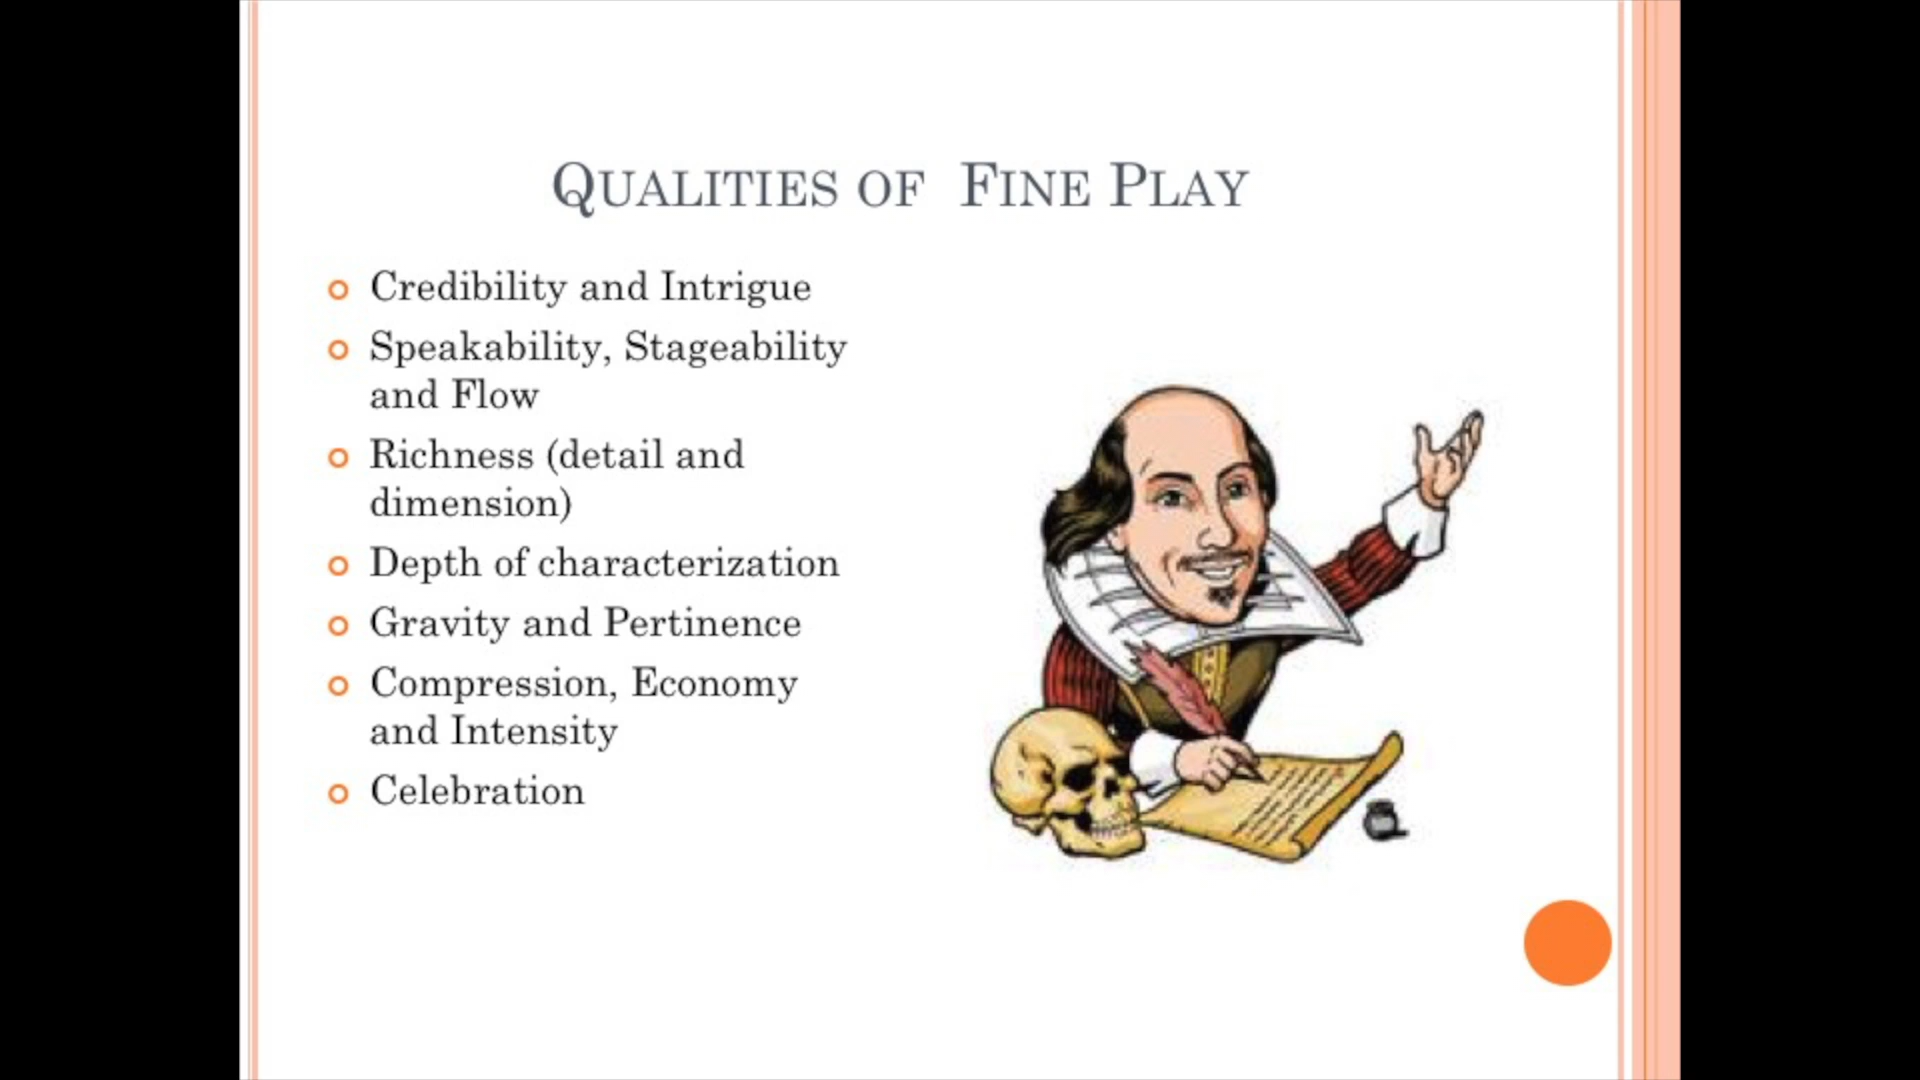 QUALITIES OF FINE PLAY
Credibility and Intrigue
Speakability, Stageability
and Flow
Richness (detail and
dimension)
Depth of characterization
Gravity and Pertinence
Compression, Economy
and Intensity
Celebration